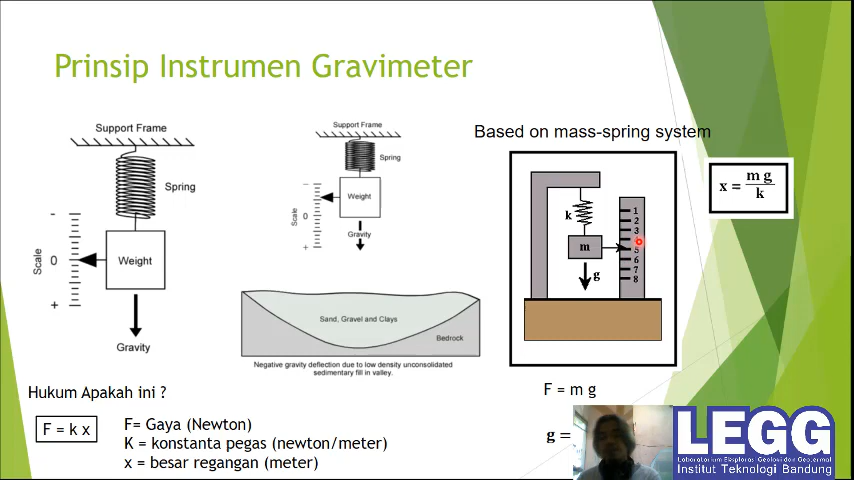 Prinsip Instrumen Gravimeter
Support Frame
Spring
Scale
-
0
+
Weight
Gravity
Support Frame
Spring
Scale
-
0
+
Weight
Gravity
Sand, Gravel and Clays
Bedrock
Negative gravity deflection due to low density unconsolidated
sedimentary fill in valley.
Based on mass-spring system
k
m
g
1
2
3
5
6
7
8
x = m g
k
Hukum Apakah ini ?
F = k x
F= Gaya (Newton)
K = konstanta pegas (newton/meter)
x = besar regangan (meter)
F = m g
g =
LEGG
Laboratorium Eksplorasi Geologi dan Geotermal
Institut Teknologi Bandung